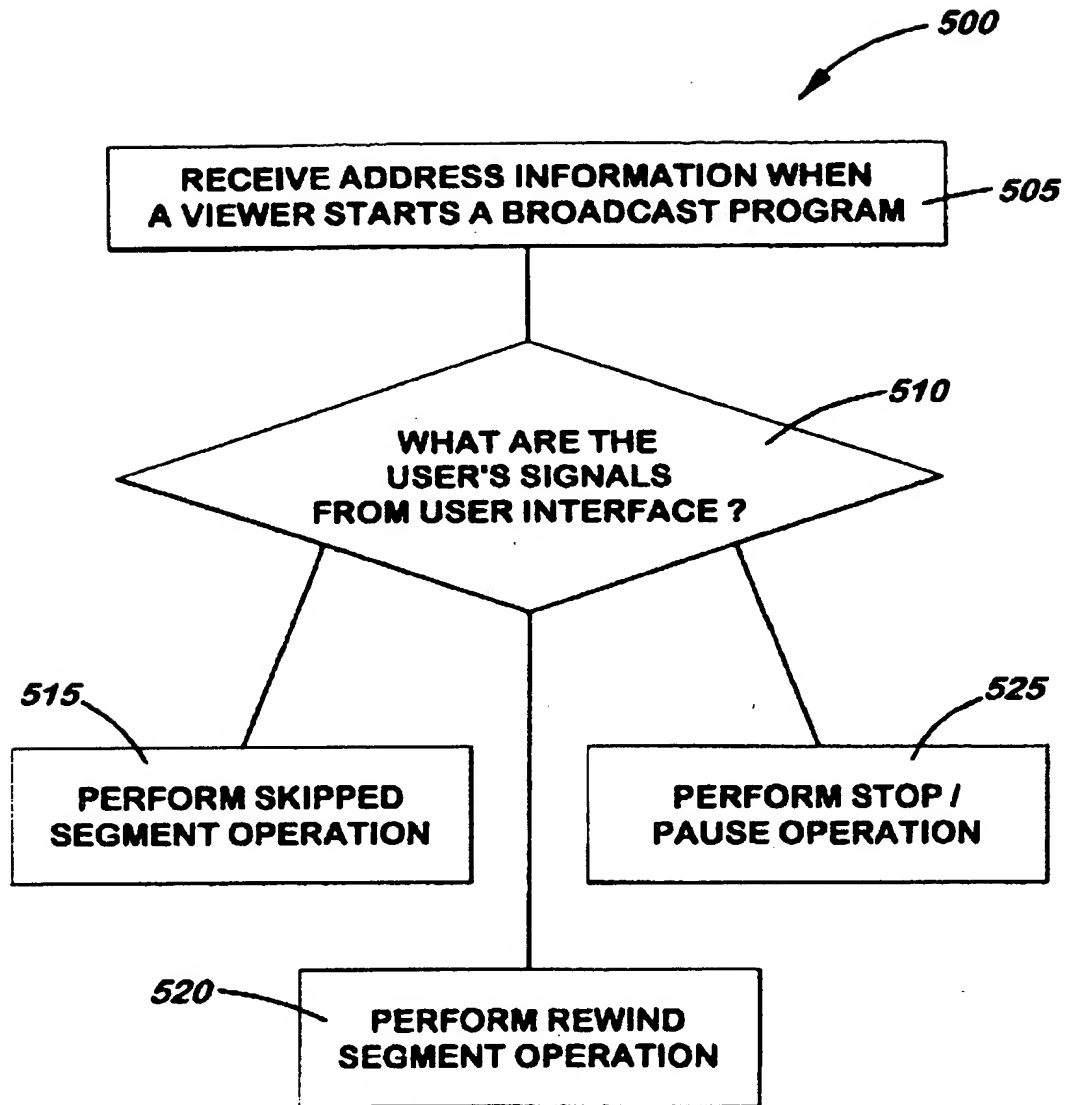 500
RECEIVE ADDRESS INFORMATION WHEN
A VIEWER STARTS A BROADCAST PROGRAM
505
510
WHAT ARE THE
USER'S SIGNALS
FROM USER INTERFACE ?
515
525
PERFORM SKIPPED
SEGMENT OPERATION
PERFORM STOP /
PAUSE OPERATION
520
PERFORM REWIND
SEGMENT OPERATION